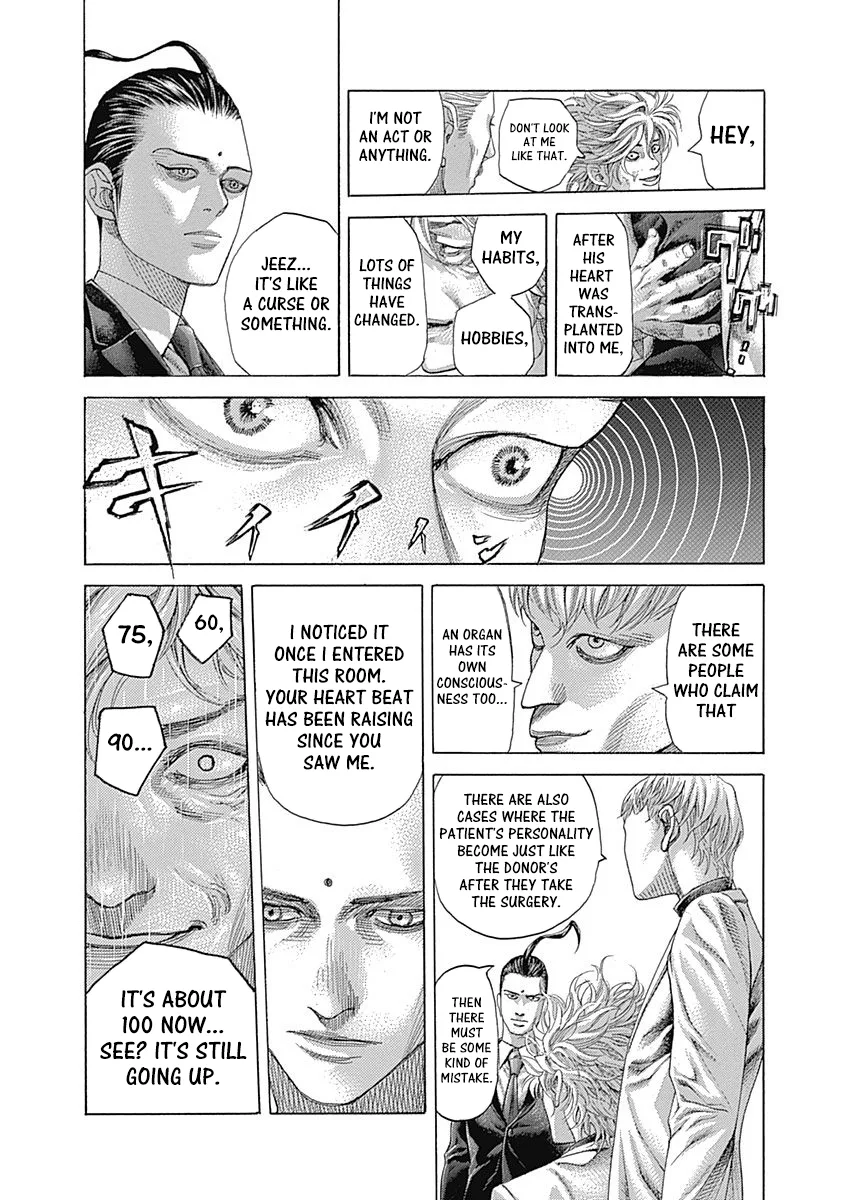 HEY,
DON'T LOOK
AT ME
LIKE THAT.
I'M NOT
AN ACT OR
ANYTHING.
AFTER
HIS
HEART
WAS
TRANS-
PLANTED
INTO ME,
MY
HABITS,
HOBBIES,
LOTS OF
THINGS
HAVE
CHANGED.
JEEZ...
IT'S LIKE
A CURSE OR
SOMETHING.
キィイイン
THERE
ARE SOME
PEOPLE
WHO CLAIM
THAT
AN ORGAN
HAS ITS
OWN
CONSCIOUS-
NESS TOO...
THERE ARE ALSO
CASES WHERE THE
PATIENT'S PERSONALITY
BECOME JUST LIKE
THE DONOR'S
AFTER THEY TAKE
THE SURGERY.
THEN
THERE
MUST
BE SOME
KIND OF
MISTAKE.
I NOTICED IT
ONCE I ENTERED
THIS ROOM.
YOUR HEART BEAT
HAS BEEN RAISING
SINCE YOU
SAW ME.
60,
75,
90...
IT'S ABOUT
100 NOW...
SEE? IT'S STILL
GOING UP.